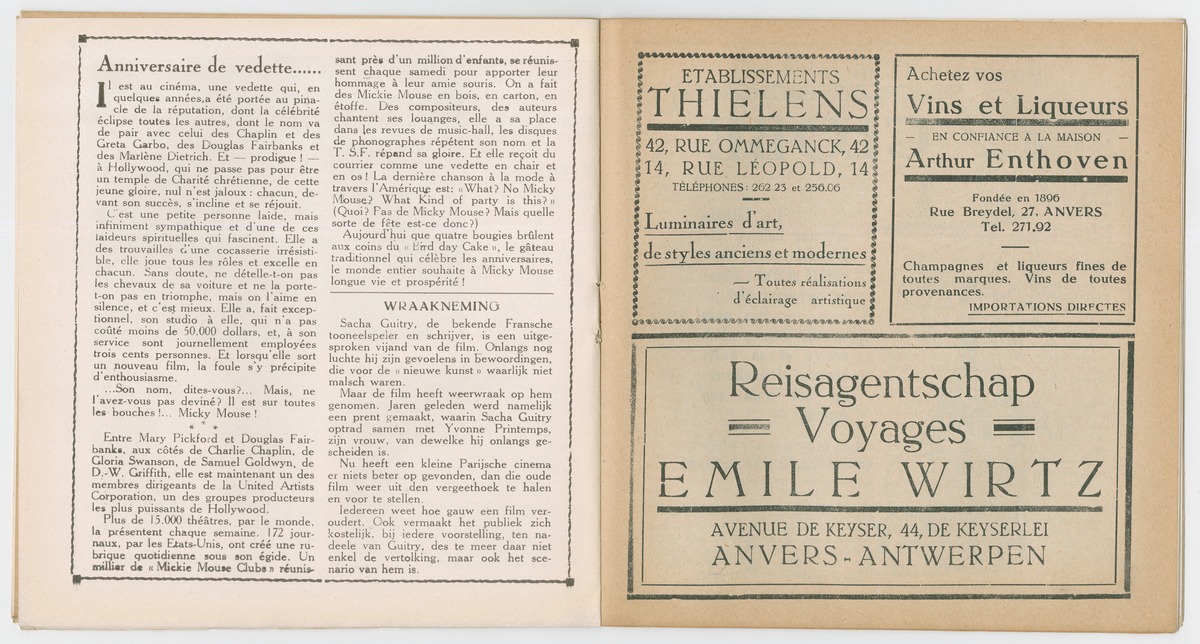 Anniversaire de vedette......
Il est au cinéma, une vedette qui, en
quelques années,a été portée au pina-
cle de la réputation, dont la célébrité
éclipse toutes les autres, dont le nom va
de pair avec celui des Chaplin et des
Greta Garbo, des Douglas Fairbanks et
des Marlène Dietrich. Et — prodige ! —
à Hollywood, qui ne passe pas pour être
un temple de Charité chrétienne, de cette
jeune gloire, nul n'est jaloux : chacun, de-
vant son succès, s'incline et se réjouit.
C'est une petite personne laide, mais
infiniment sympathique et d'une de ces
laideurs spirituelles qui fascinent. Elle a
des trouvailles d'une cocasserie irrésisti-
ble, elle joue tous les rôles et excelle en
chacun. Sans doute, ne dételle-t-on pas
les chevaux de sa voiture et ne la porte-
t-on pas en triomphe, mais on l'aime en
silence, et c'est mieux. Elle a, fait excep-
tionnel, son studio à elle, qui n'a pas
coûté moins de 50.000 dollars, et, à son
service sont journellement employées
trois cents personnes. Et lorsqu'elle sort
un nouveau film, la foule s'y précipite
d'enthousiasme.
...Son nom, dites-vous?... Mais, ne
l'avez-vous pas deviné? Il est sur toutes
les bouches !... Micky Mouse !
* * *
Entre Mary Pickford et Douglas Fair-
banks, aux côtés de Charlie Chaplin, de
Gloria Swanson, de Samuel Goldwyn, de
D.-W. Griffith, elle est maintenant un des
membres dirigeants de la United Artists
Corporation, un des groupes producteurs
les plus puissants de Hollywood.
Plus de 15.000 théâtres, par le monde,
la présentent chaque semaine. 172 jour-
naux, par les Etats-Unis, ont créé une ru-
brique quotidienne sous son égide. Un
millier de « Mickie Mouse Clubs » réunis-
sant près d'un million d'enfants, se réunis-
sent chaque samedi pour apporter leur
hommage à leur amie souris. On a fait
des Mickie Mouse en bois, en carton, en
étoffe. Des compositeurs, des auteurs
chantent ses louanges, elle a sa place
dans les revues de music-hall, les disques
de phonographes répétent son nom et la
T. S.F. répand sa gloire. Et elle reçoit du
courrier comme une vedette en chair et
en os ! La dernière chanson à la mode à
travers l'Amérique est: «What? No Micky
Mouse? What Kind of party is this?»
(Quoi? Pas de Micky Mouse? Mais quelle
sorte de fête est-ce donc?)
Aujourd'hui que quatre bougies brûlent
aux coins du « Bird day Cake », le gâteau
traditionnel qui célèbre les anniversaires,
le monde entier souhaite à Micky Mouse
longue vie et prospérité !
WRAAKNEMING
Sacha Guitry, de bekende Fransche
tooneelspeler en schrijver, is een uitge-
sproken vijand van de film. Onlangs nog
luchte hij zijn gevoelens in bewoordingen,
die voor de « nieuwe kunst » waarlijk niet
malsch waren.
Maar de film heeft weerwraak op hem
genomen. Jaren geleden werd namelijk
een prent gemaakt, waarin Sacha Guitry
optrad samen met Yvonne Printemps,
zijn vrouw, van dewelke hij onlangs ge-
scheiden is.
Nu heeft een kleine Parijsche cinema
er niets beter op gevonden, dan die oude
film weer uit den vergeethoek te halen
en voor te stellen.
Iedereen weet hoe gauw een film ver-
oudert. Ook vermaakt het publiek zich
kostelijk, bij iedere voorstelling, ten na-
deele van Guitry, des te meer daar niet
enkel de vertolking, maar ook het sce-
nario van hem is.
ETABLISSEMENTS
THIELENS
42, RUE OMMEGANCK, 42
14, RUE LÉOPOLD, 14
TÉLÉPHONES : 262 23 et 256.06
Luminaires d'art,
de styles anciens et modernes
— Toutes réalisations
d'éclairage artistique
Achetez vos
Vins et Liqueurs
— EN CONFIANCE A LA MAISON —
Arthur Enthoven
Fondée en 1896
Rue Breydel, 27, ANVERS
Tel. 271.92
Champagnes et liqueurs fines de
toutes marques. Vins de toutes
provenances.
IMPORTATIONS DIRECTES
Reisagentschap
Voyages
EMILE WIRTZ
AVENUE DE KEYSER, 44, DE KEYSERLEI
ANVERS - ANTWERPEN